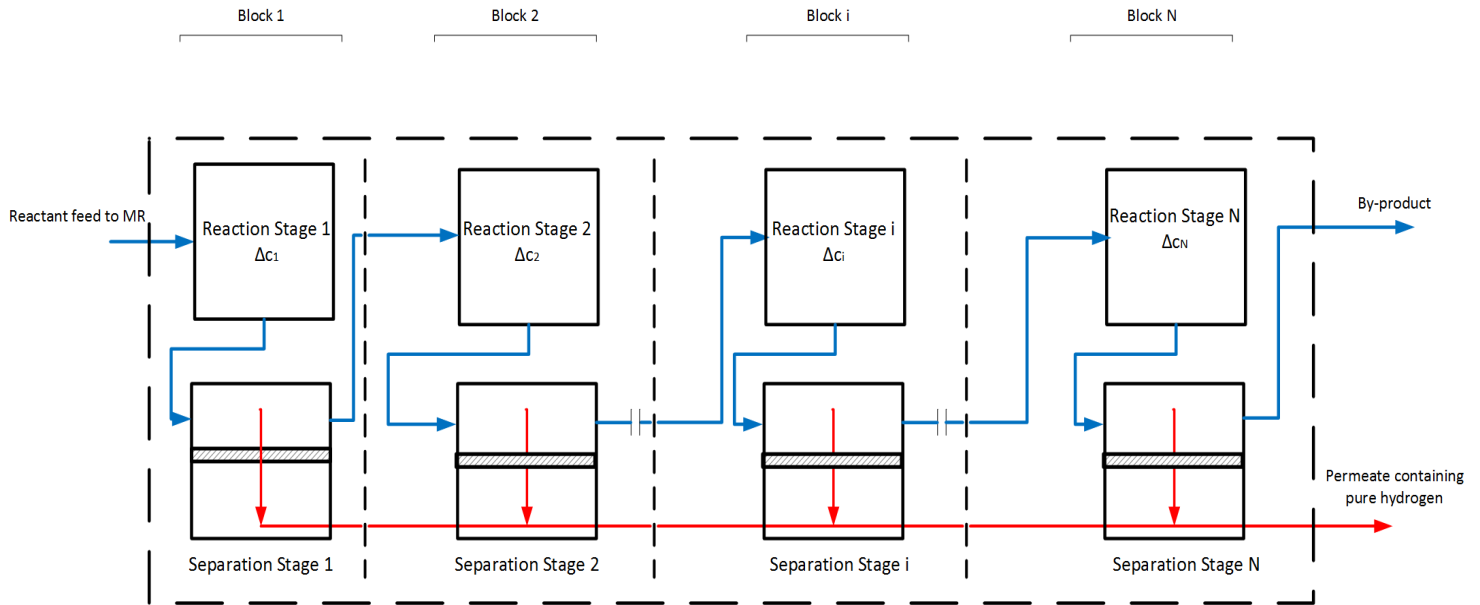 Block 1
Block 2
Block i
Block N
Reactant feed to MR
Reaction Stage 1
Δc1
Reaction Stage 2
Δc2
Reaction Stage i
Δci
Reaction Stage N
ΔcN
By-product
Permeate containing
pure hydrogen
Separation Stage 1
Separation Stage 2
Separation Stage i
Separation Stage N